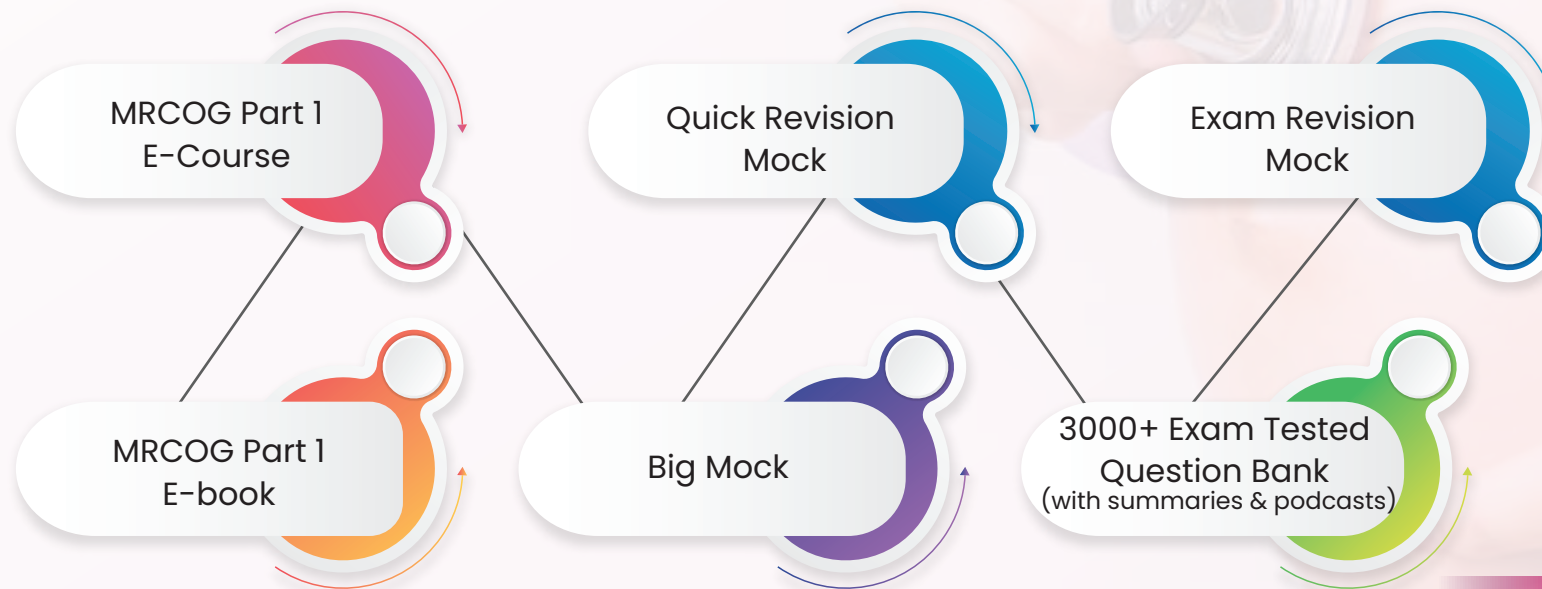 MRCOG Part 1
E-Course
Quick Revision
Mock
Exam Revision
Mock
MRCOG Part 1
E-book
Big Mock
3000+ Exam Tested
Question Bank
(with summaries & podcasts)